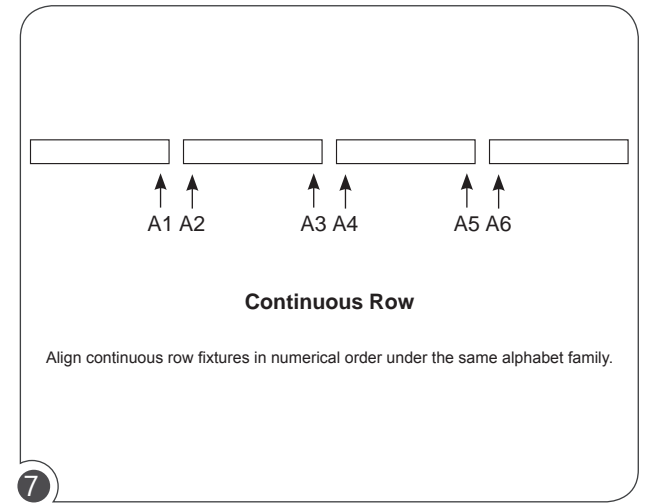 A1 A2 A3 A4 A5 A6
Continuous Row
Align continuous row fixtures in numerical order under the same alphabet family.
7